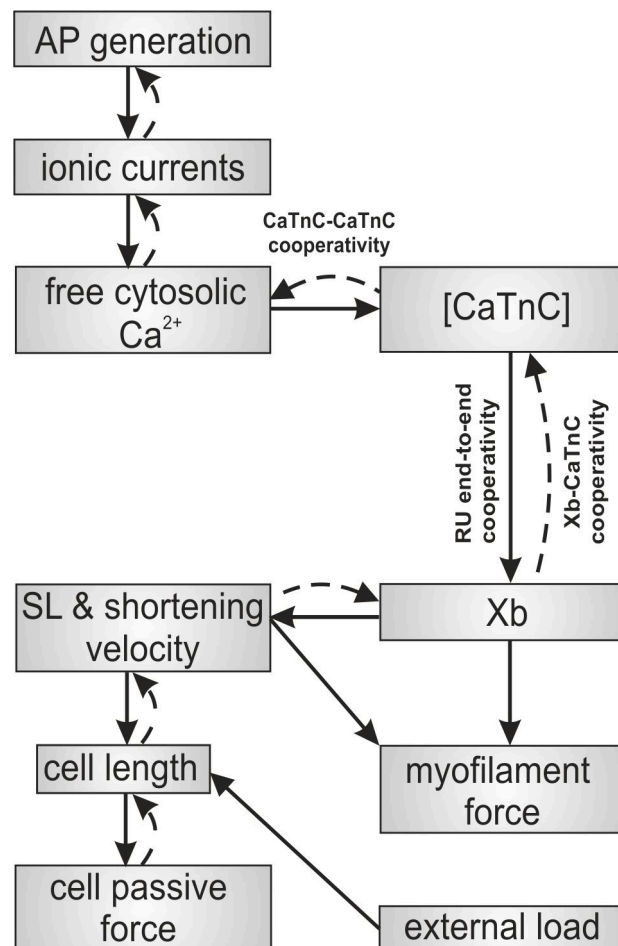 AP generation
ionic currents
CaTnC-CaTnC
cooperativity
free cytosolic
Ca²⁺
[CaTnC]
RU end-to-end
cooperativity
Xb-CaTnC
cooperativity
SL & shortening
velocity
Xb
cell length
myofilament
force
cell passive
force
external load